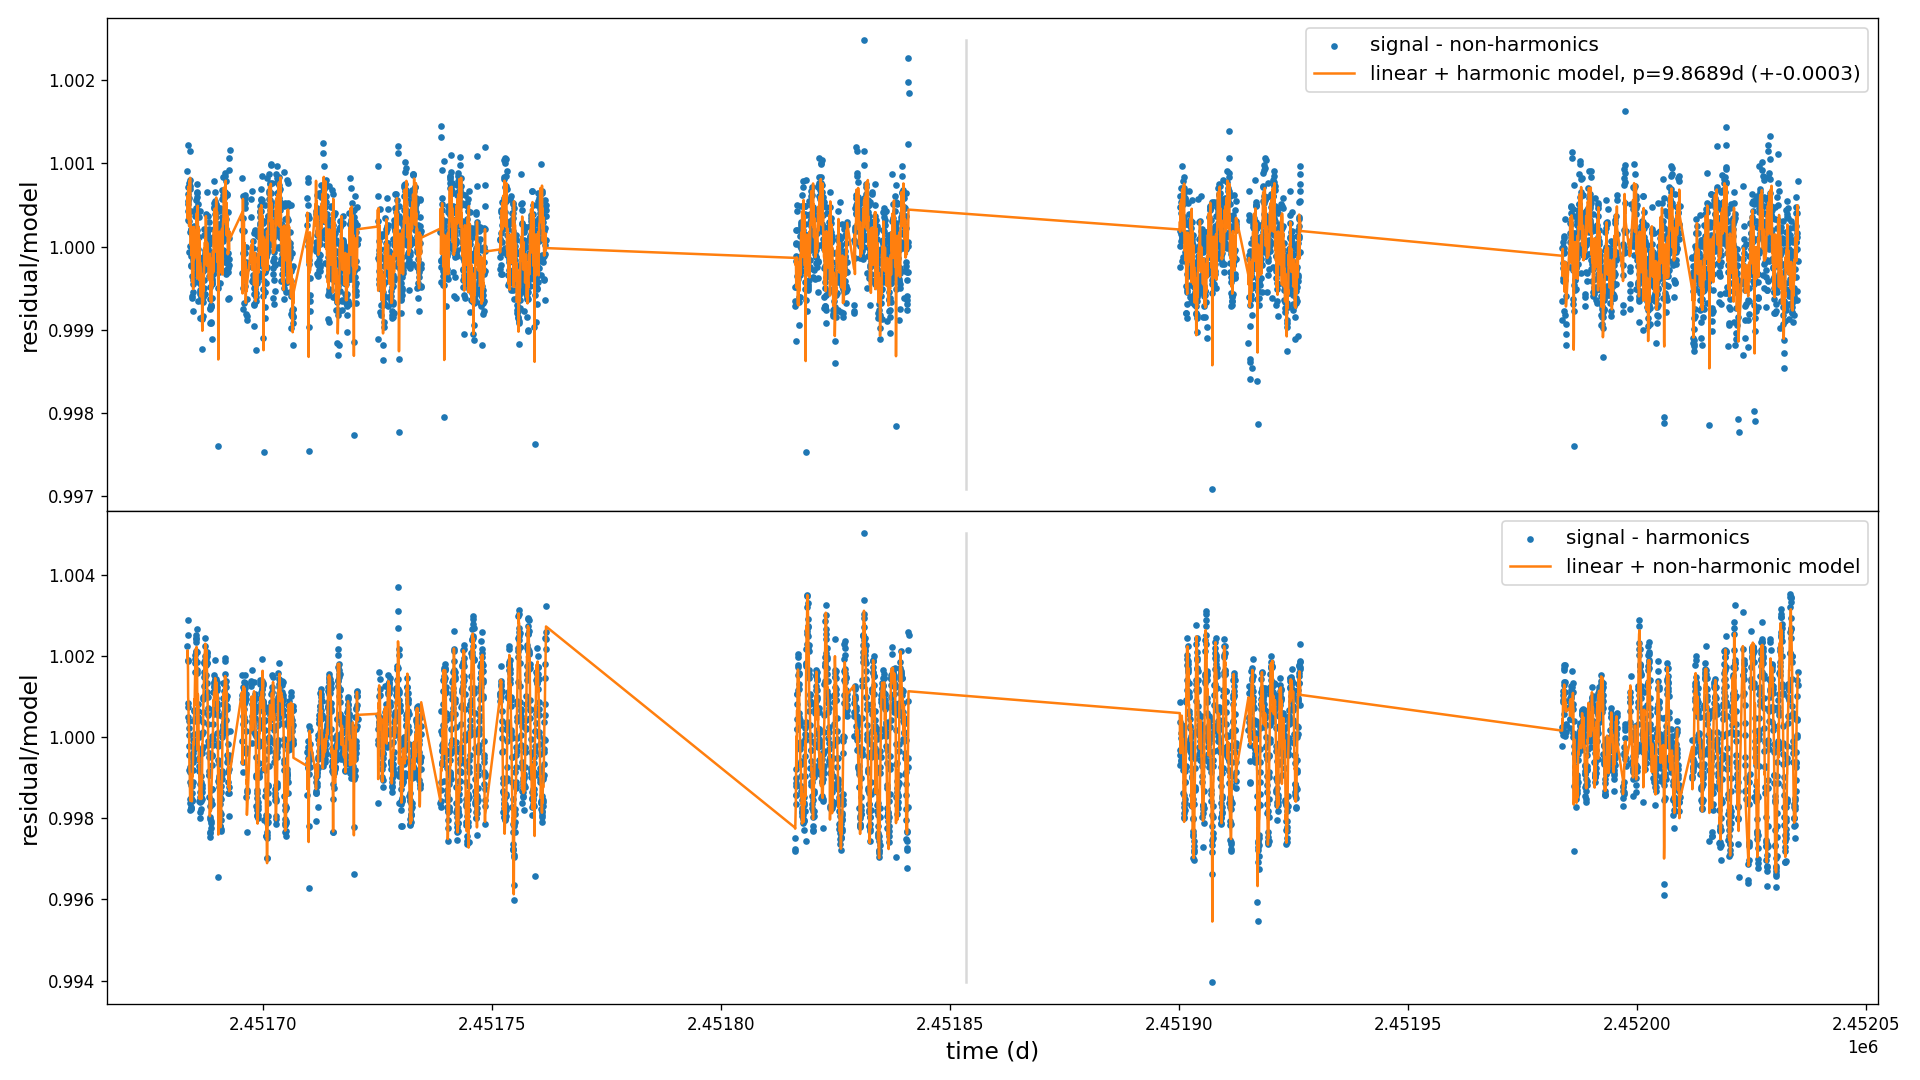 signal - non-harmonics
linear + harmonic model, p=9.8689d (+-0.0003)
1.002
1.001
1.000
0.999
0.998
0.997
residual/model
signal - harmonics
linear + non-harmonic model
1.004
1.002
1.000
0.998
0.996
0.994
residual/model
2.45170 2.45175 2.45180 2.45185 2.45190 2.45195 2.45200 2.45205
1e6
time (d)